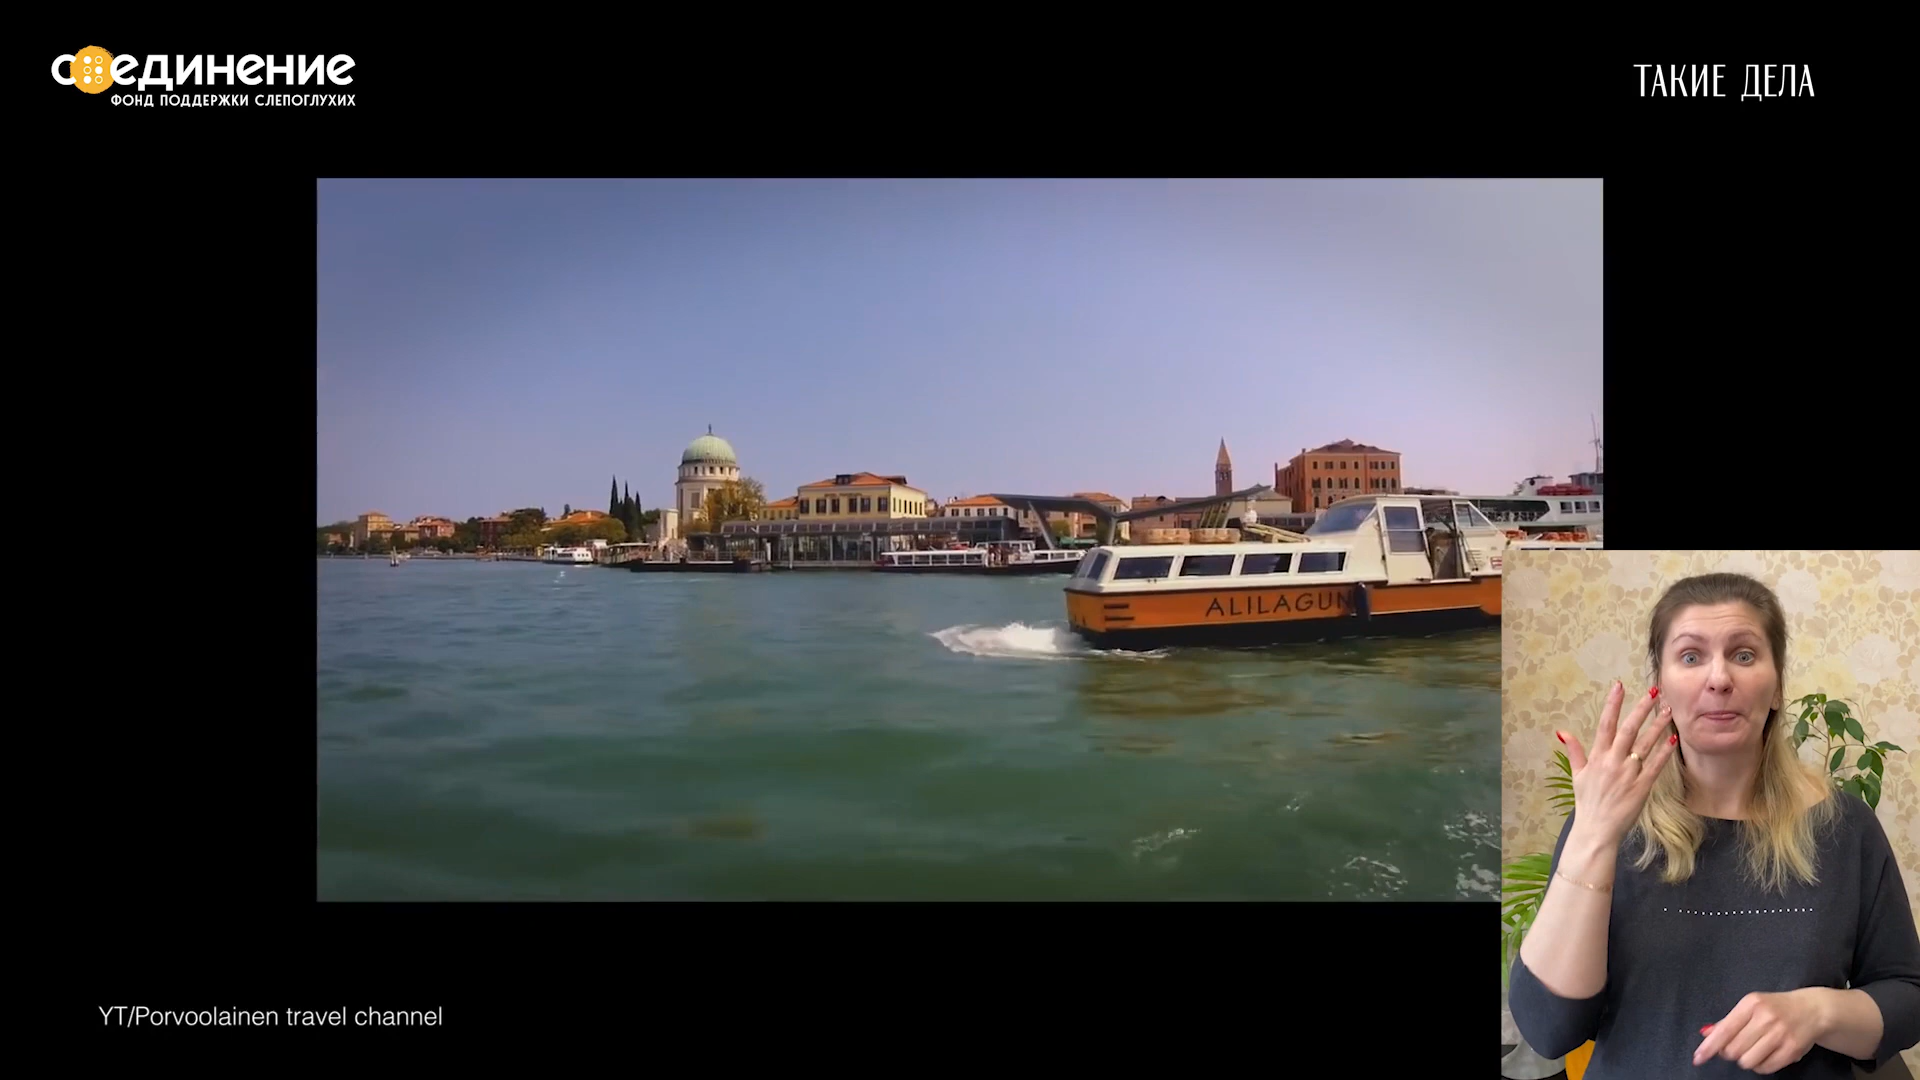 соединение
ФОНД ПОДДЕРЖКИ СЛЕПОГЛУХИХ
ТАКИЕ ДЕЛА
ALILAGUN
YT/Porvoolainen travel channel